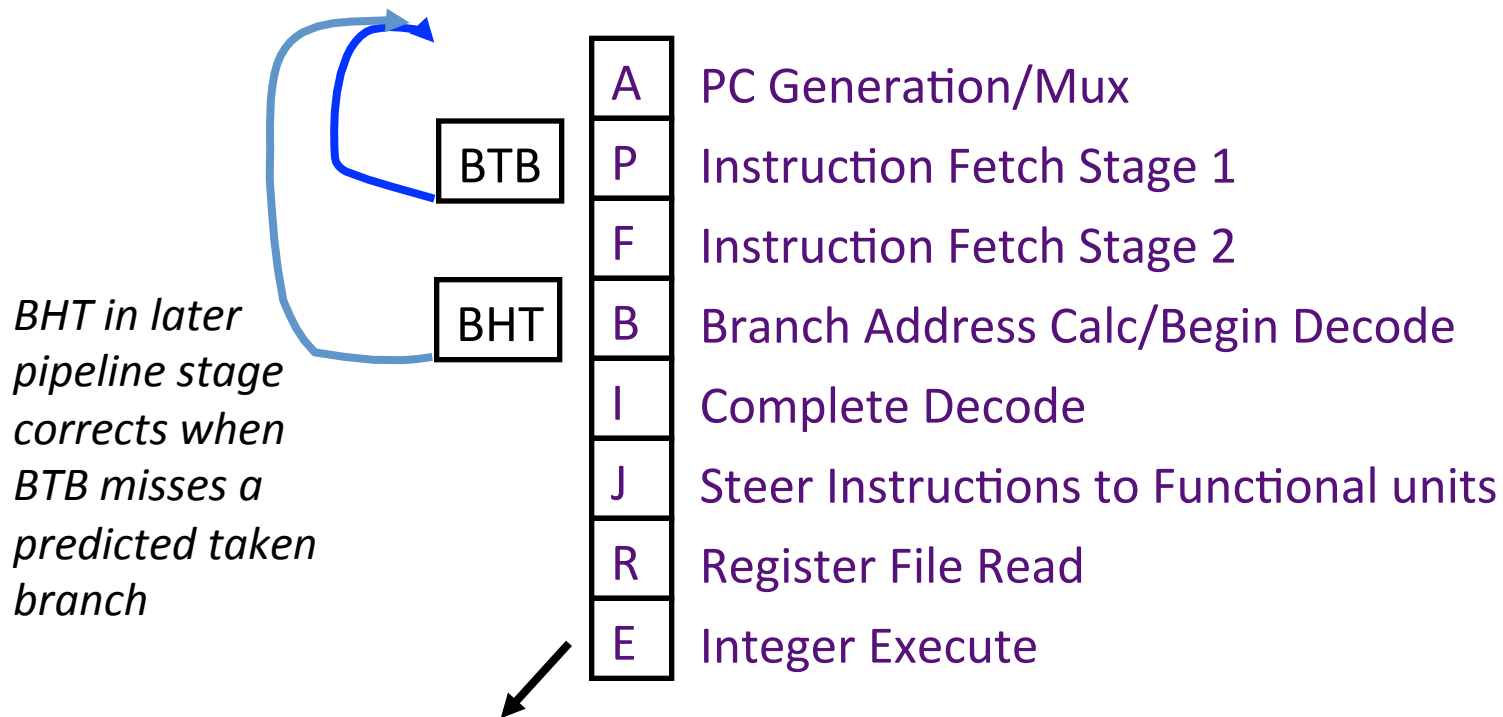 A PC Generation/Mux
BTB P Instruction Fetch Stage 1
F Instruction Fetch Stage 2
BHT B Branch Address Calc/Begin Decode
I Complete Decode
J Steer Instructions to Functional units
R Register File Read
E Integer Execute
BHT in later
pipeline stage
corrects when
BTB misses a
predicted taken
branch